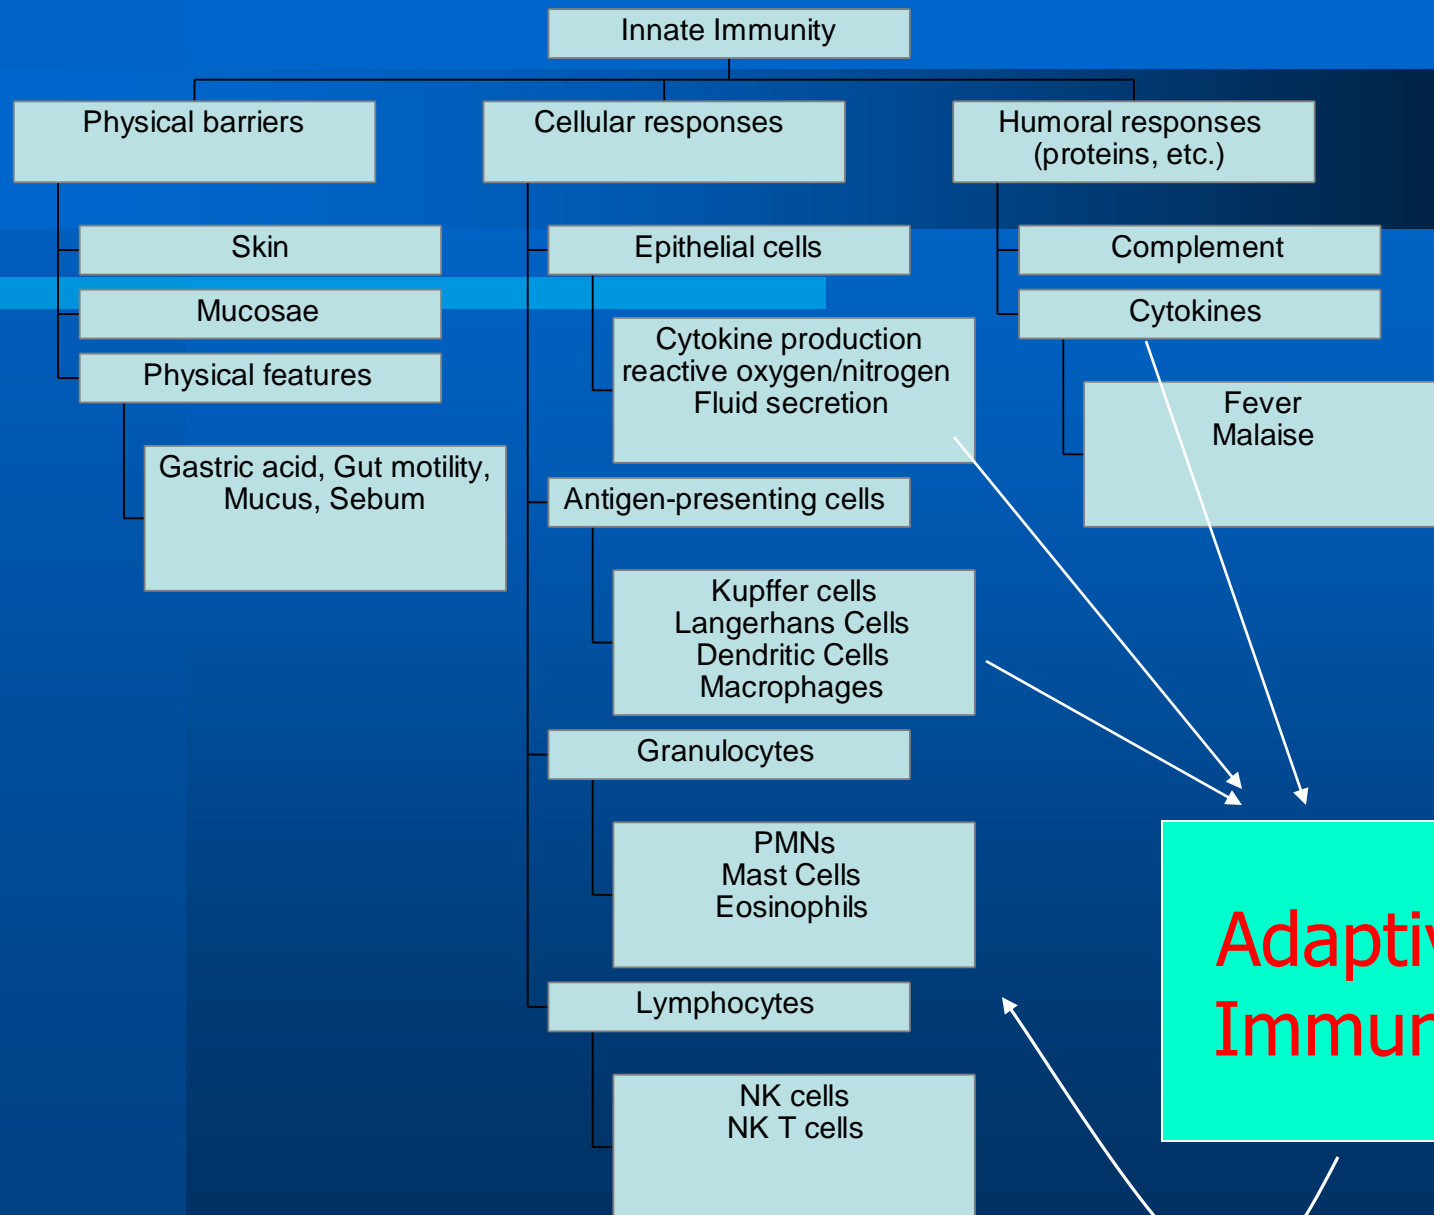 Innate Immunity
Physical barriers
Skin
Mucosae
Physical features
Gastric acid, Gut motility,
Mucus, Sebum
Cellular responses
Epithelial cells
Cytokine production
reactive oxygen/nitrogen
Fluid secretion
Antigen-presenting cells
Kupffer cells
Langerhans Cells
Dendritic Cells
Macrophages
Granulocytes
PMNs
Mast Cells
Eosinophils
Lymphocytes
NK cells
NK T cells
Humoral responses
(proteins, etc.)
Complement
Cytokines
Fever
Malaise